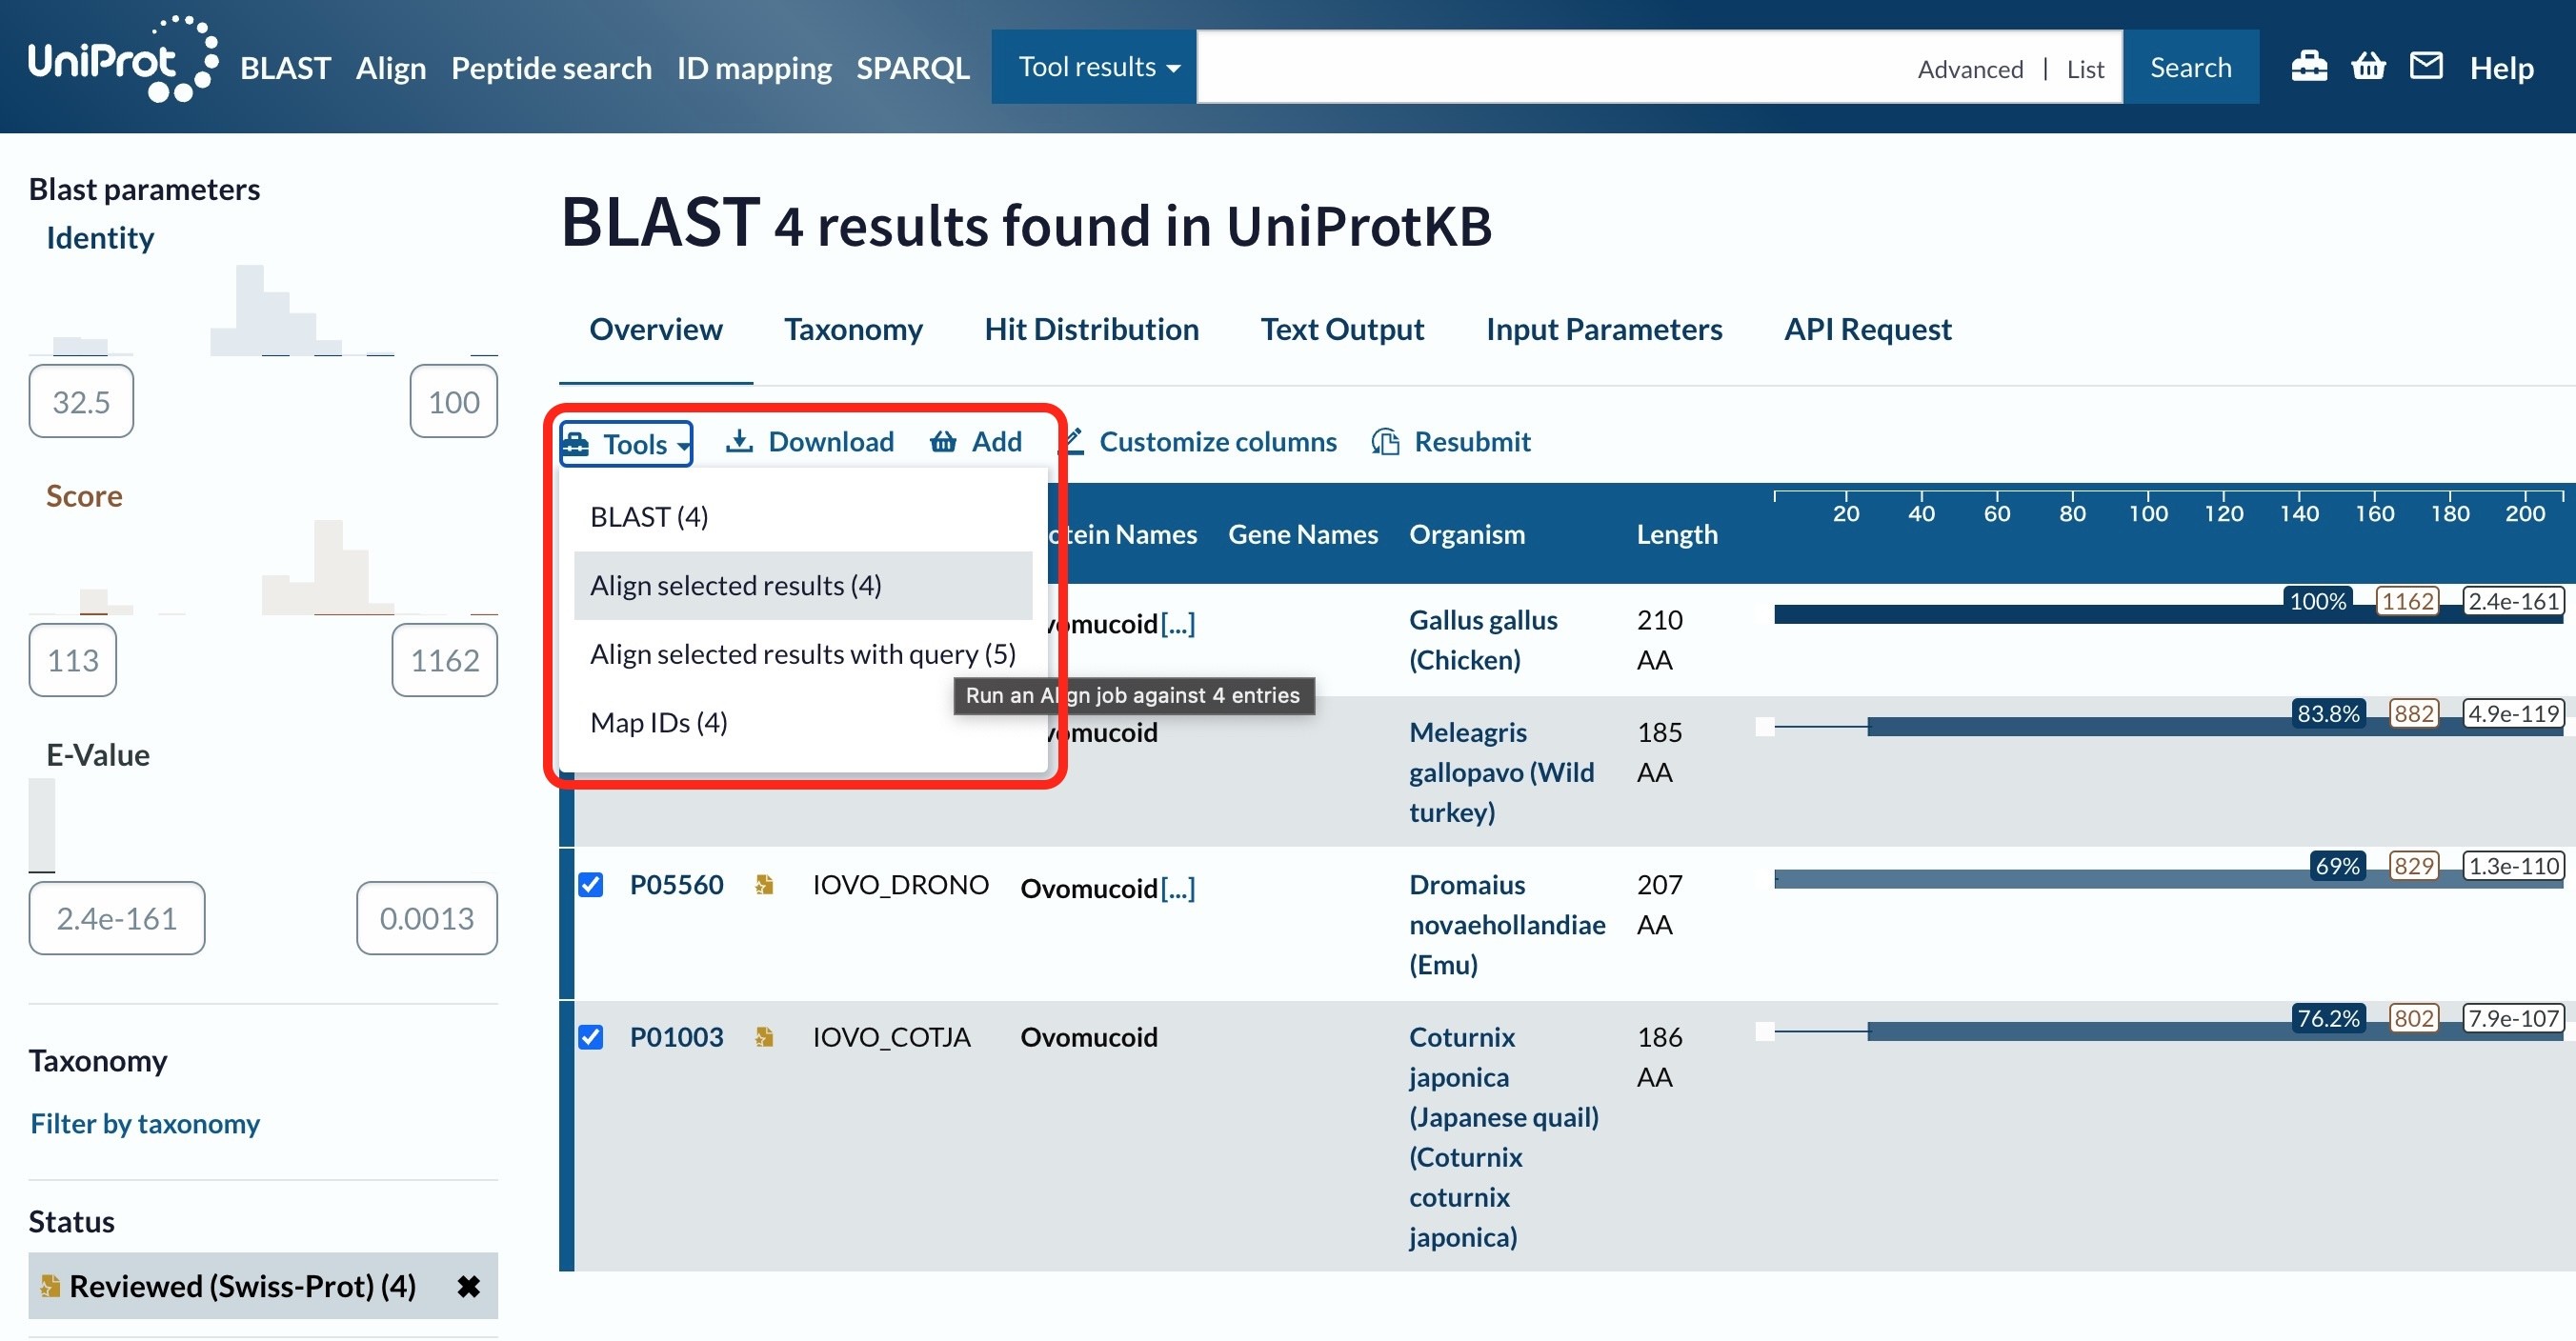 UniProt BLAST Align Peptide search ID mapping SPARQL Tool results Advanced | List Search Help
Blast parameters
Identity
32.5 100
Score
113 1162
E-Value
2.4e-161 0.0013
Taxonomy
Filter by taxonomy
Status
Reviewed (Swiss-Prot) (4)
BLAST 4 results found in UniProtKB
Overview Taxonomy Hit Distribution Text Output Input Parameters API Request
Tools Download Add Customize columns Resubmit
BLAST (4)
Align selected results (4)
Align selected results with query (5)
Run an Align job against 4 entries
Map IDs (4)
Names Gene Names Organism Length
20 40 60 80 100 120 140 160 180 200
[...] Gallus gallus 210 100% 1162 2.4e-161
(Chicken) AA
Meleagris 185 83.8% 882 4.9e-119
gallopavo (Wild AA
turkey)
P05560 IOVO_DRONO Ovomucoid[...] Dromaius 207 69% 829 1.3e-110
novaehollandiae AA
(Emu)
P01003 IOVO_COTJA Ovomucoid Coturnix 186 76.2% 802 7.9e-107
japonica AA
(Japanese quail)
(Coturnix
coturnix
japonica)